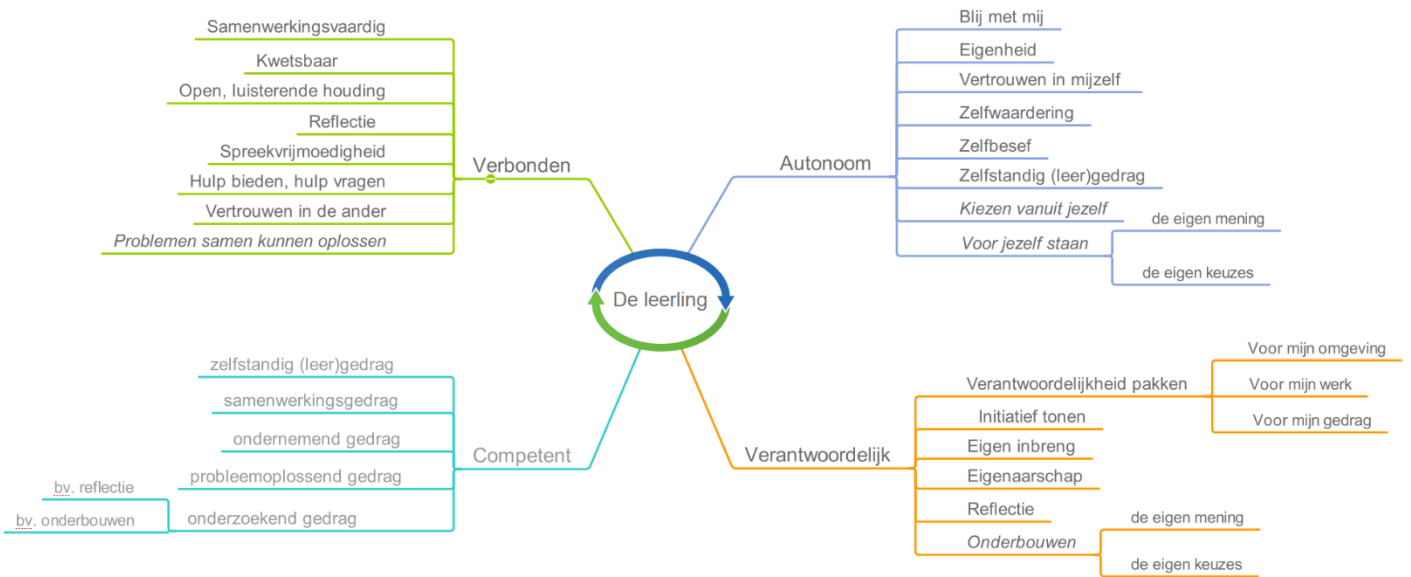 De leerling
Verbonden
Samenwerkingsvaardig
Kwetsbaar
Open, luisterende houding
Reflectie
Spreekvrijmoedigheid
Hulp bieden, hulp vragen
Vertrouwen in de ander
Problemen samen kunnen oplossen
Autonoom
Blij met mij
Eigenheid
Vertrouwen in mijzelf
Zelfwaardering
Zelfbesef
Zelfstandig (leer)gedrag
Kiezen vanuit jezelf
Voor jezelf staan
de eigen mening
de eigen keuzes
Competent
zelfstandig (leer)gedrag
samenwerkingsgedrag
ondernemend gedrag
probleemoplossend gedrag
onderzoekend gedrag
bv. reflectie
bv. onderbouwen
Verantwoordelijk
Verantwoordelijkheid pakken
Voor mijn omgeving
Voor mijn werk
Voor mijn gedrag
Initiatief tonen
Eigen inbreng
Eigenaarschap
Reflectie
Onderbouwen
de eigen mening
de eigen keuzes